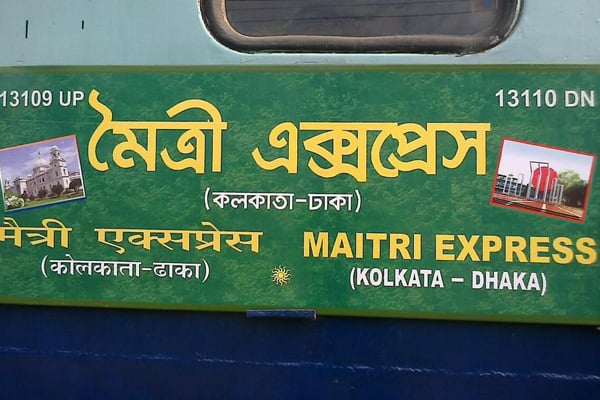 13109 UP
13110 DN
মৈত্রী এক্সপ্রেস
(কলকাতা-ঢাকা)
मैत्री एक्सप्रेस
(कोलकाता-ढाका)
MAITRI EXPRESS
(KOLKATA – DHAKA)